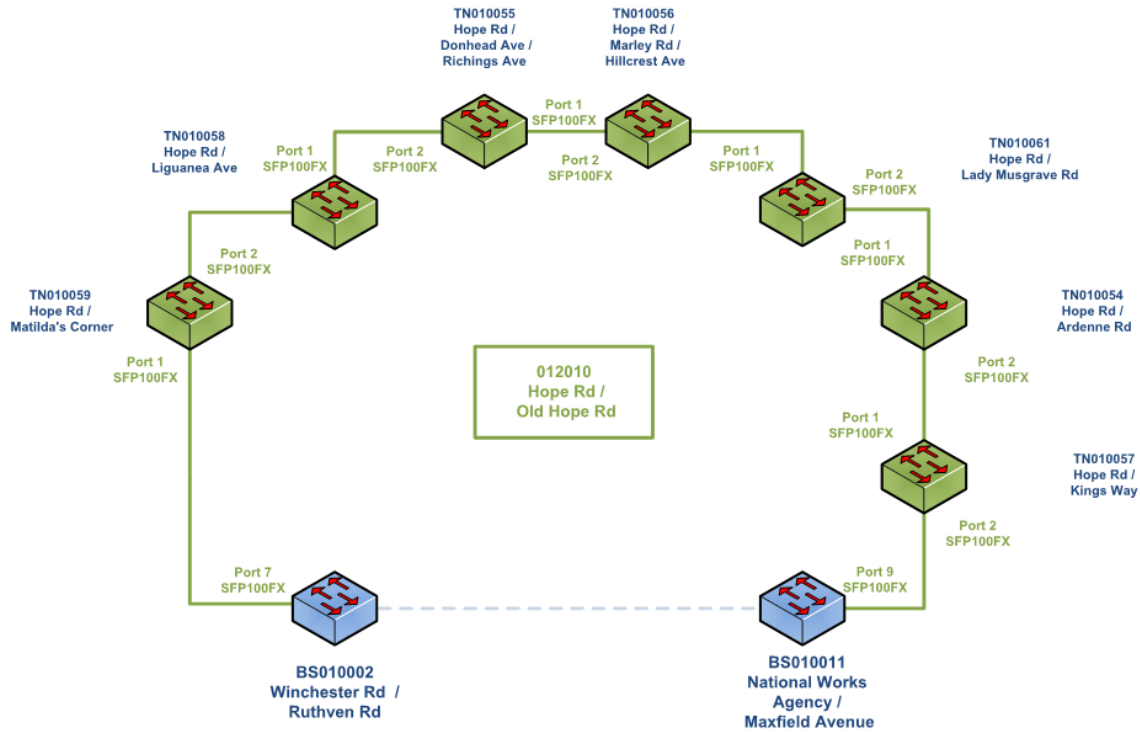 TN010055
Hope Rd /
Donhead Ave /
Richings Ave
TN010056
Hope Rd /
Marley Rd /
Hillcrest Ave
Port 1
SFP100FX
TN010058
Hope Rd /
Liguanea Ave
Port 1
SFP100FX
Port 2
SFP100FX
Port 2
SFP100FX
Port 1
SFP100FX
TN010061
Hope Rd /
Lady Musgrave Rd
Port 2
SFP100FX
Port 2
SFP100FX
Port 1
SFP100FX
TN010059
Hope Rd /
Matilda's Corner
TN010054
Hope Rd /
Ardenne Rd
Port 1
SFP100FX
Port 2
SFP100FX
012010
Hope Rd /
Old Hope Rd
Port 1
SFP100FX
TN010057
Hope Rd /
Kings Way
Port 2
SFP100FX
Port 7
SFP100FX
Port 9
SFP100FX
BS010002
Winchester Rd /
Ruthven Rd
BS010011
National Works
Agency /
Maxfield Avenue